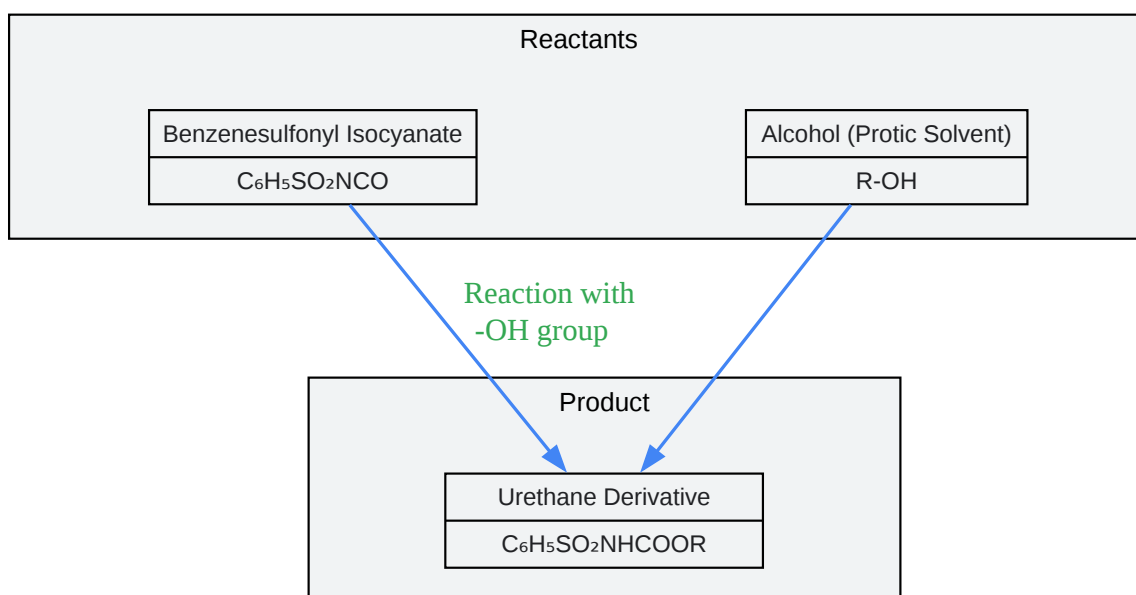 Reactants
Benzenesulfonyl Isocyanate
C₆H₅SO₂NCO
Alcohol (Protic Solvent)
R-OH
Reaction with
-OH group
Product
Urethane Derivative
C₆H₅SO₂NHCOOR